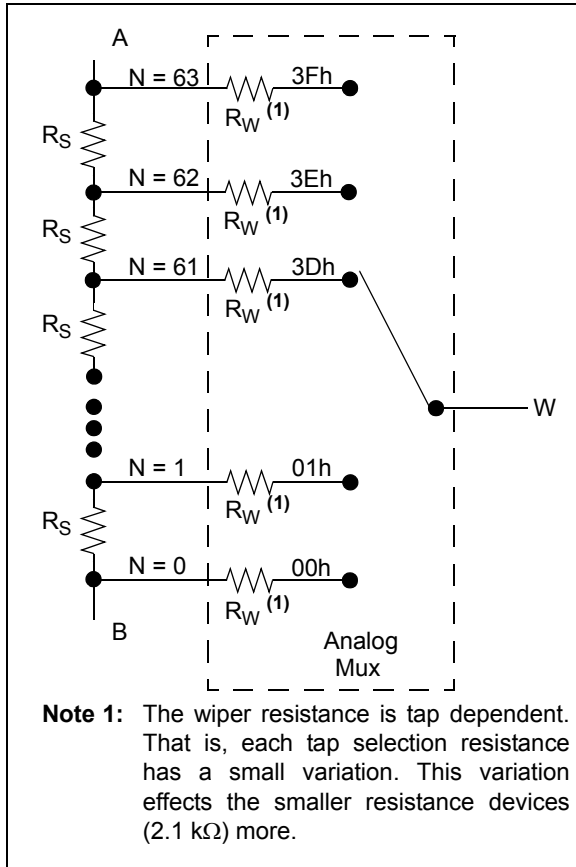 A
N = 63 3Fh
R_W (1)
R_S
N = 62 3Eh
R_W (1)
R_S
N = 61 3Dh
R_W (1)
R_S
W
N = 1 01h
R_W (1)
R_S
N = 0 00h
R_W (1)
B
Analog
Mux
Note 1: The wiper resistance is tap dependent.
That is, each tap selection resistance
has a small variation. This variation
effects the smaller resistance devices
(2.1 kΩ) more.